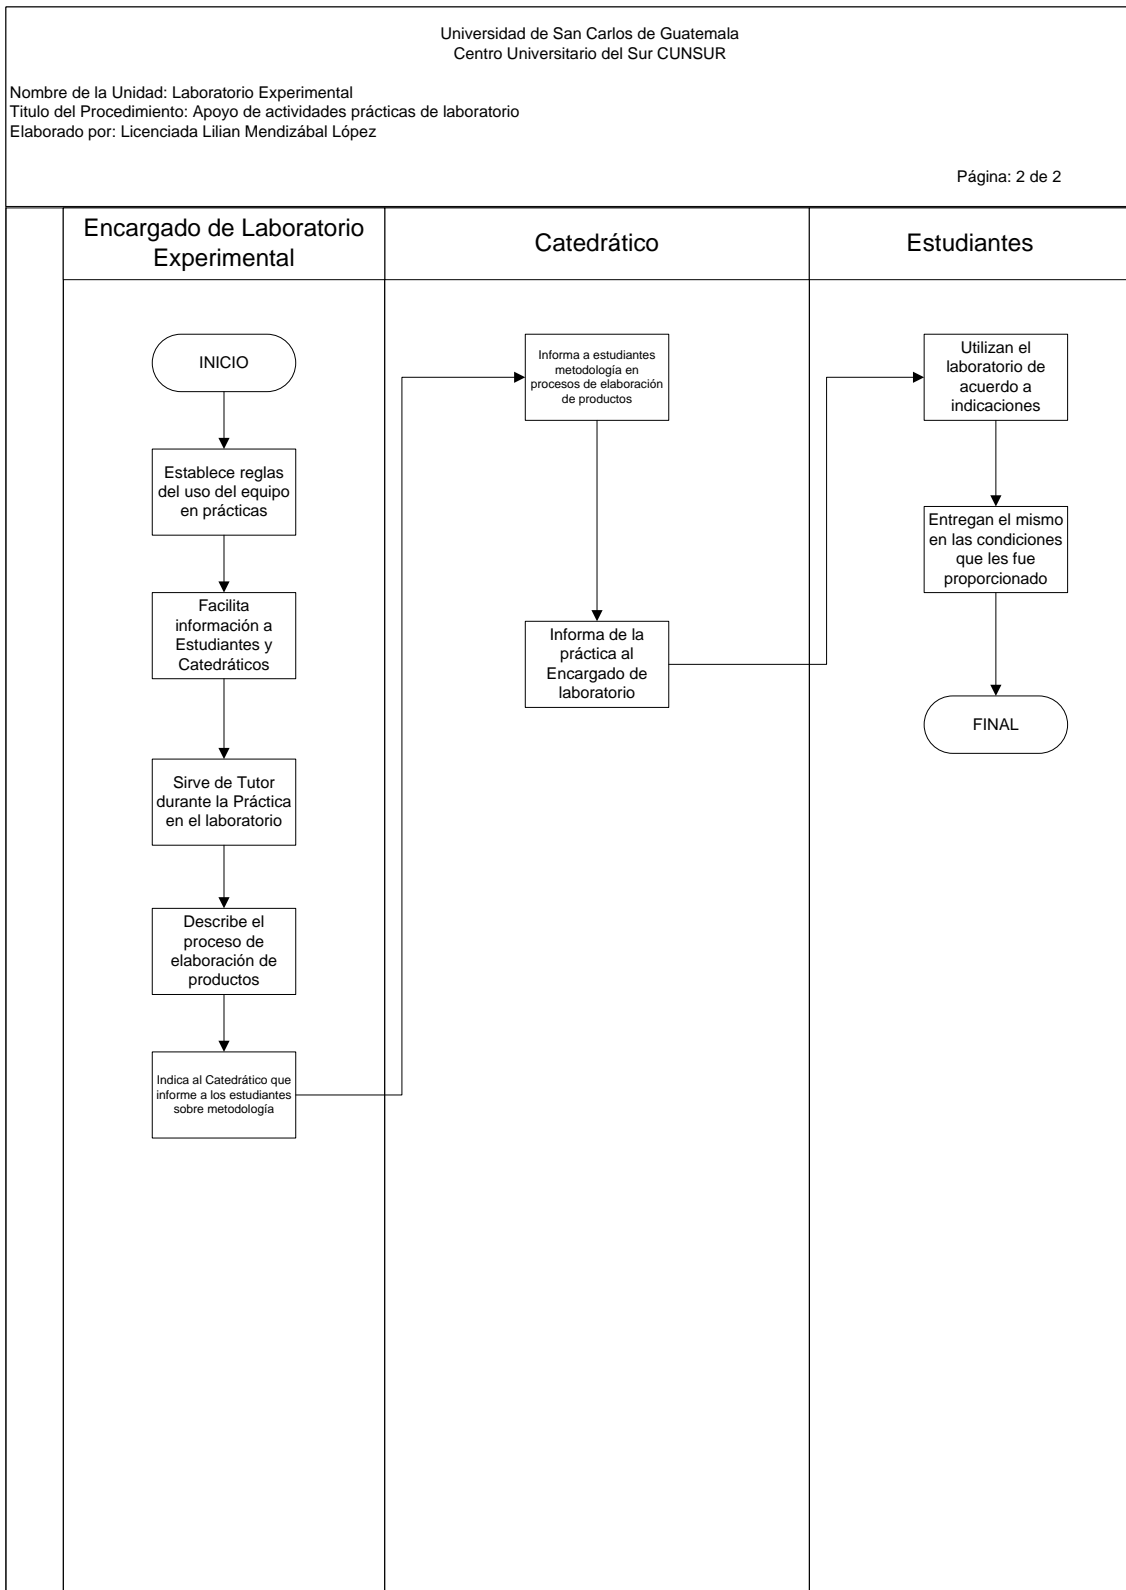 Universidad de San Carlos de Guatemala
Centro Universitario del Sur CUNSUR
Nombre de la Unidad: Laboratorio Experimental
Titulo del Procedimiento: Apoyo de actividades prácticas de laboratorio
Elaborado por: Licenciada Lilian Mendizábal López
Página: 2 de 2
Encargado de Laboratorio
Experimental
Catedrático
Estudiantes
INICIO
Establece reglas
del uso del equipo
en prácticas
Facilita
información a
Estudiantes y
Catedráticos
Sirve de Tutor
durante la Práctica
en el laboratorio
Describe el
proceso de
elaboración de
productos
Indica al Catedrático que
informe a los estudiantes
sobre metodología
Informa a estudiantes
metodología en
procesos de elaboración
de productos
Informa de la
práctica al
Encargado de
laboratorio
Utilizan el
laboratorio de
acuerdo a
indicaciones
Entregan el mismo
en las condiciones
que les fue
proporcionado
FINAL